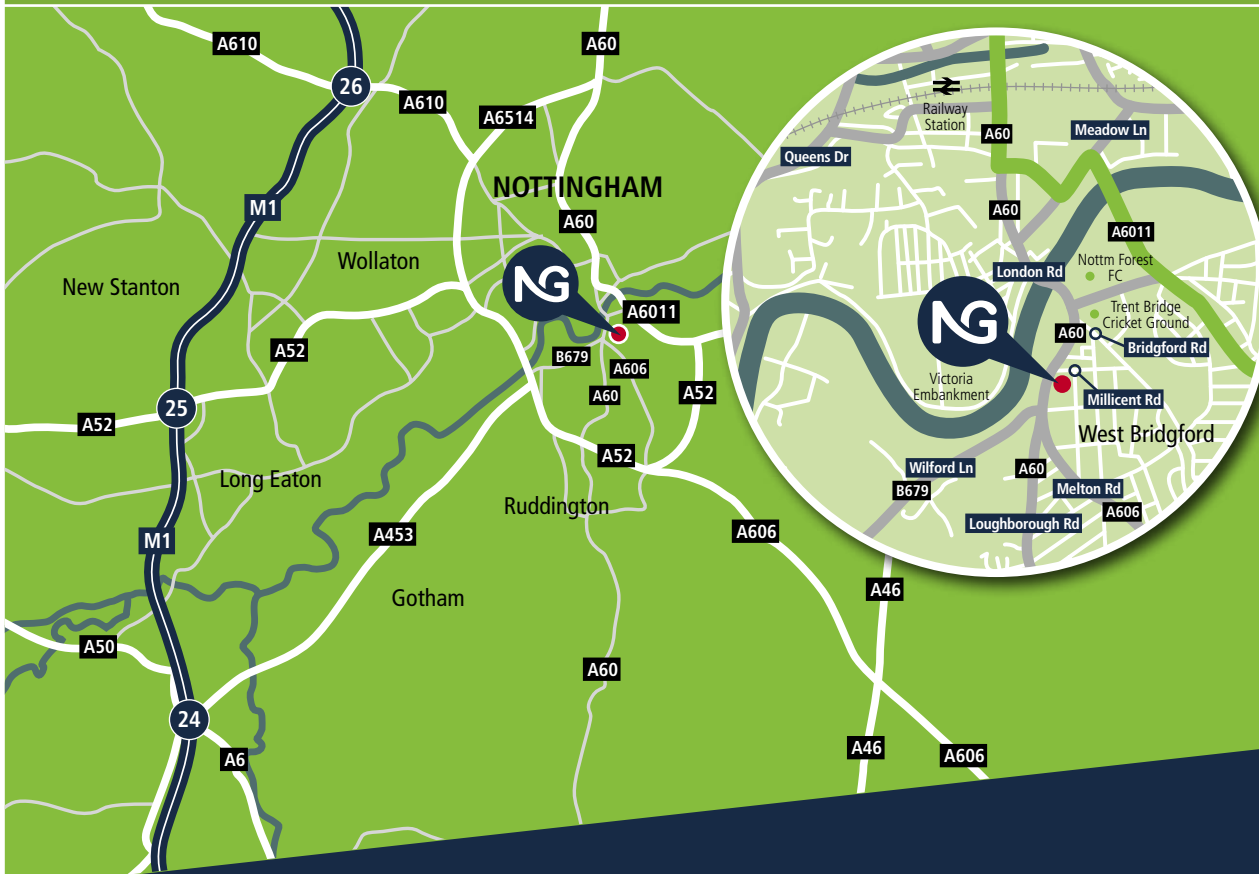 A610
26
A610
A60
A6514
NOTTINGHAM
M1
A60
Wollaton
New Stanton
NG
A6011
A52
B679
A606
A60
A52
25
A52
Long Eaton
A52
Ruddington
M1
A453
A606
Gotham
A46
A50
A60
24
A6
A46
A606
Railway
Station
A60
Meadow Ln
Queens Dr
A60
A6011
Nottm Forest
FC
London Rd
Trent Bridge
Cricket Ground
NG
A60
Bridgford Rd
Victoria
Embankment
Millicent Rd
West Bridgford
Wilford Ln
A60
B679
Melton Rd
A606
Loughborough Rd